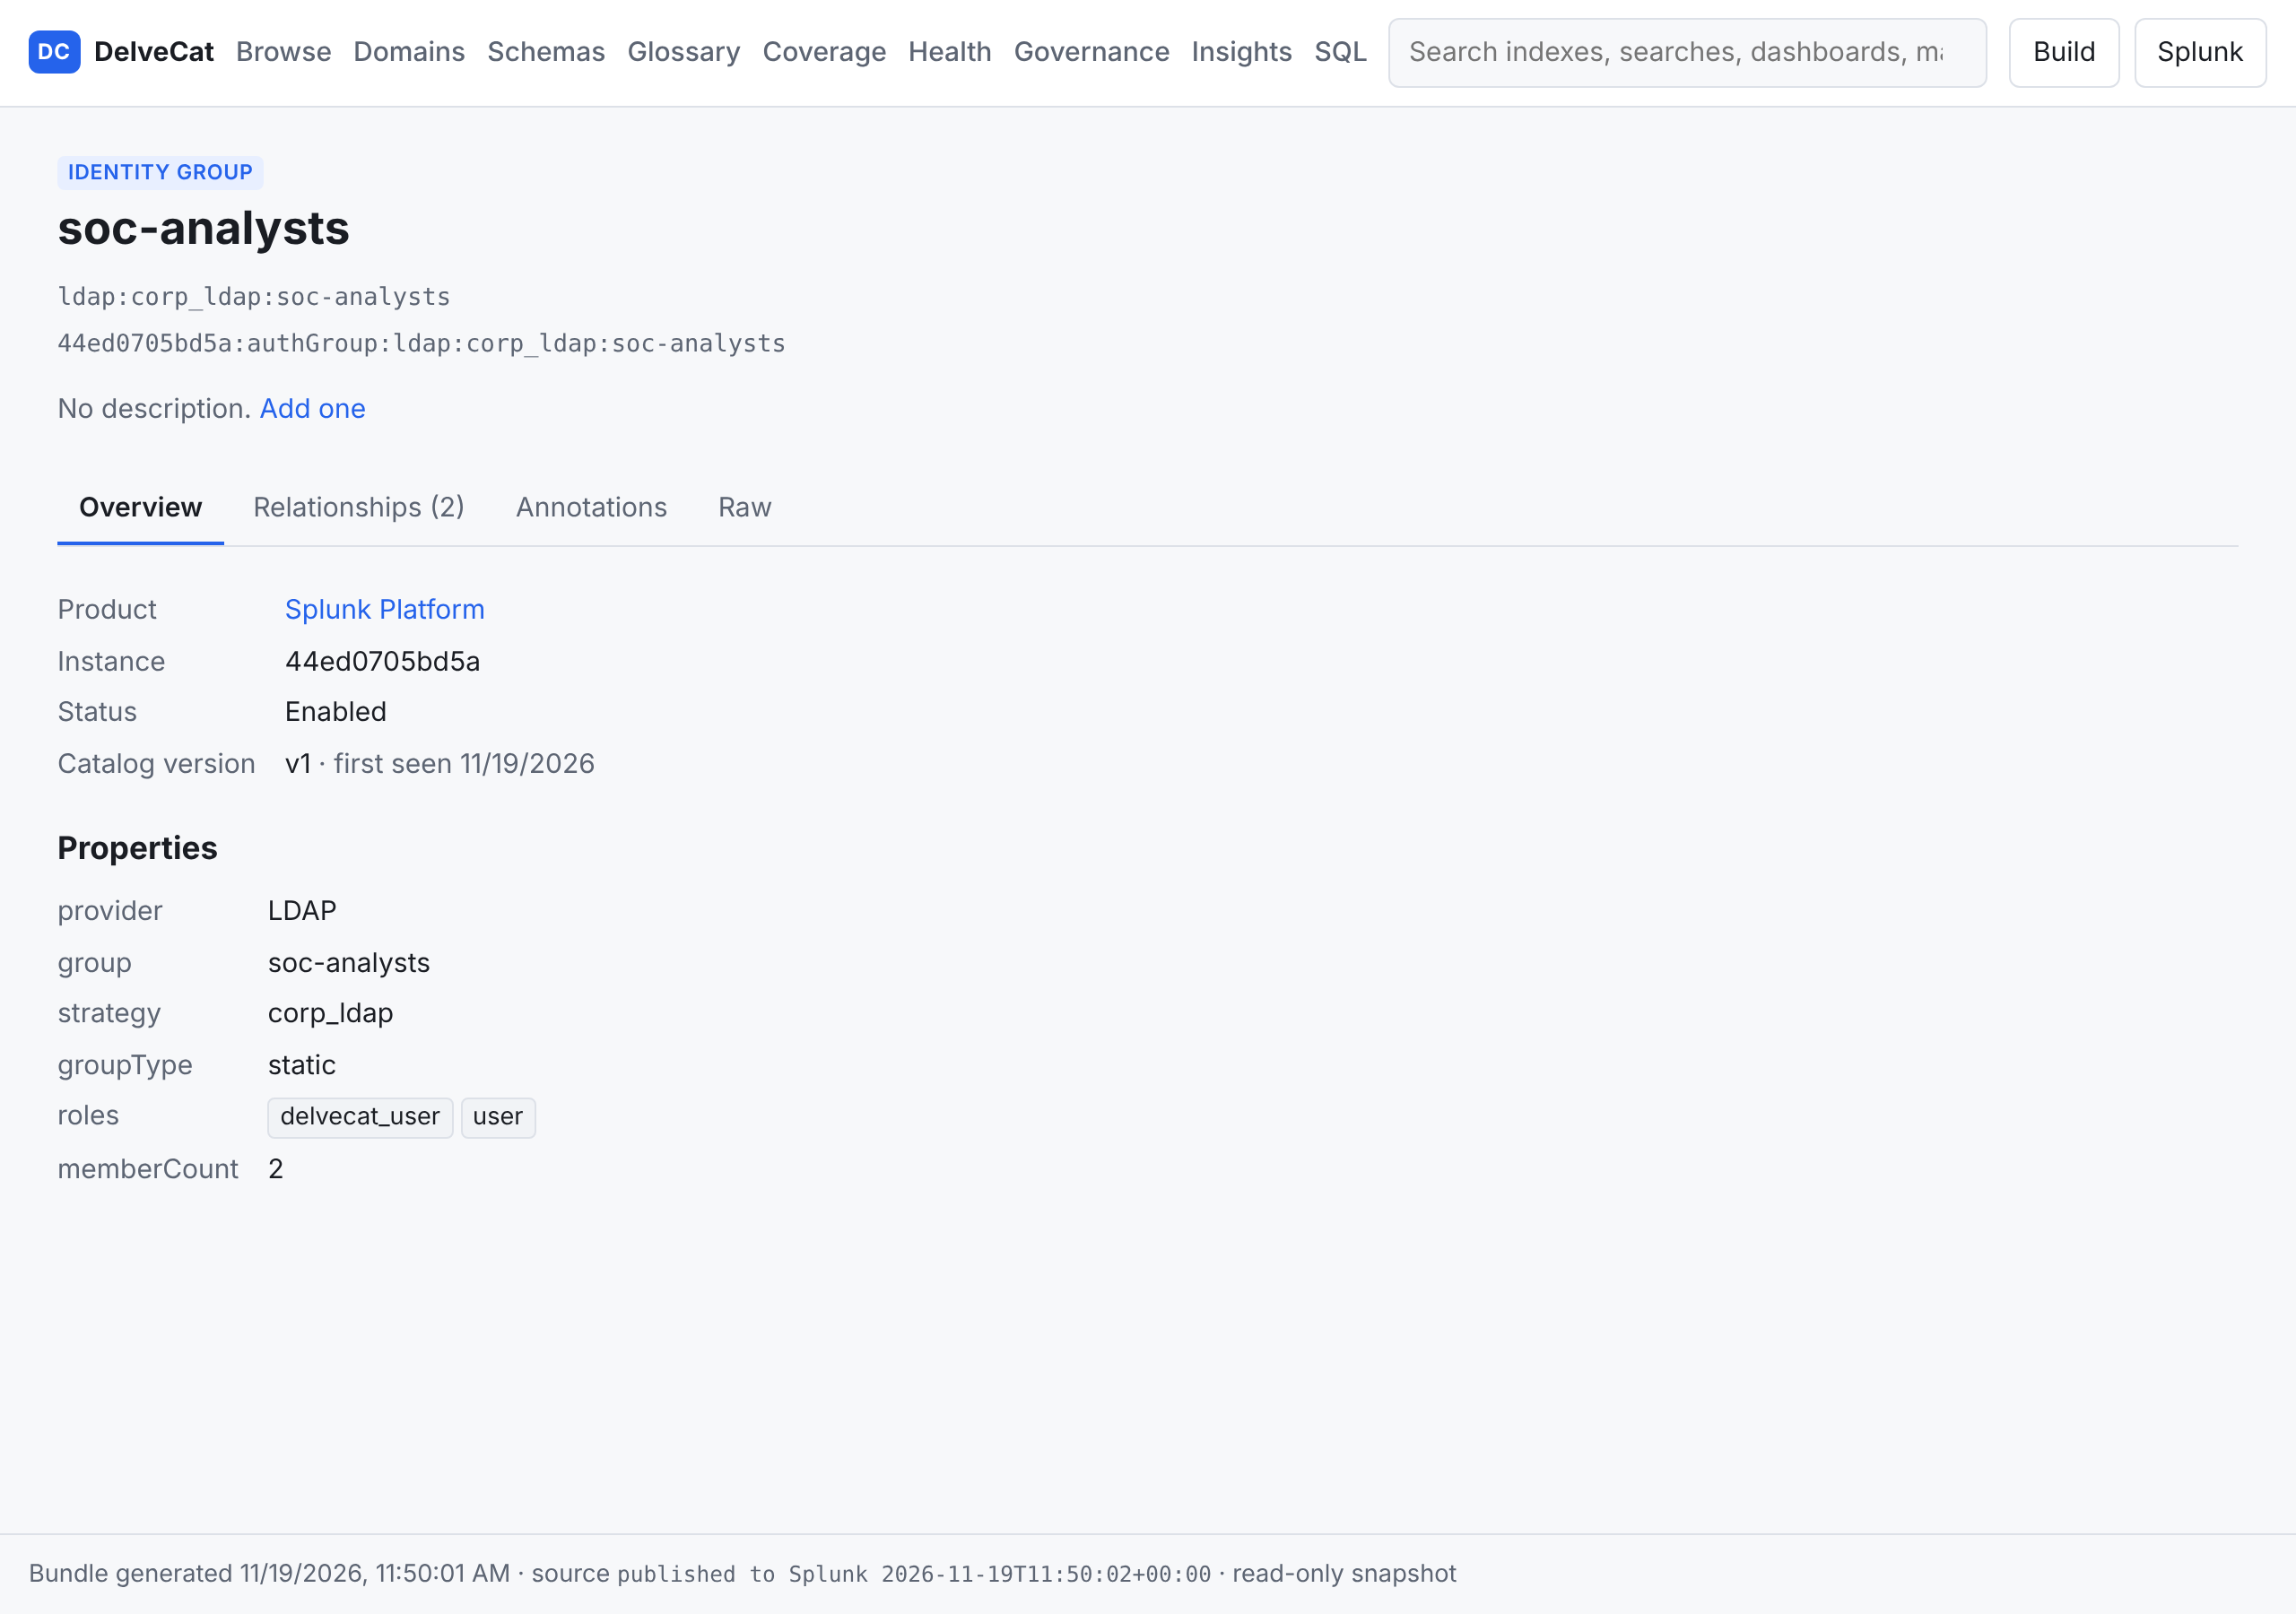 DC DelveCat Browse Domains Schemas Glossary Coverage Health Governance Insights SQL Search indexes, searches, dashboards, Build Splunk
IDENTITY GROUP
soc-analysts
ldap:corp_ldap:soc-analysts
44ed0705bd5a:authGroup:ldap:corp_ldap:soc-analysts
No description. Add one
Overview Relationships (2) Annotations Raw
Product Splunk Platform
Instance 44ed0705bd5a
Status Enabled
Catalog version v1 · first seen 11/19/2026
Properties
provider LDAP
group soc-analysts
strategy corp_ldap
groupType static
roles delvecat_user user
memberCount 2
Bundle generated 11/19/2026, 11:50:01 AM · source published to Splunk 2026-11-19T11:50:02+00:00 · read-only snapshot